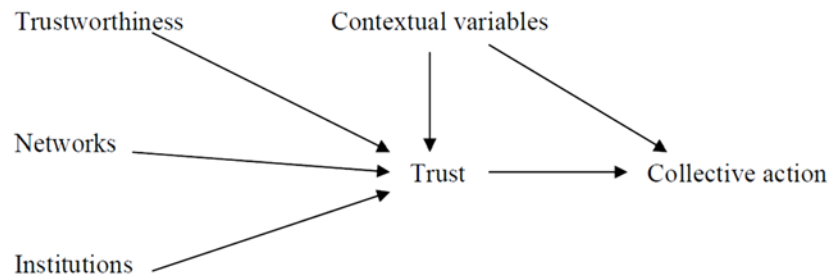 Trustworthiness
Contextual variables
Networks
Trust
Collective action
Institutions